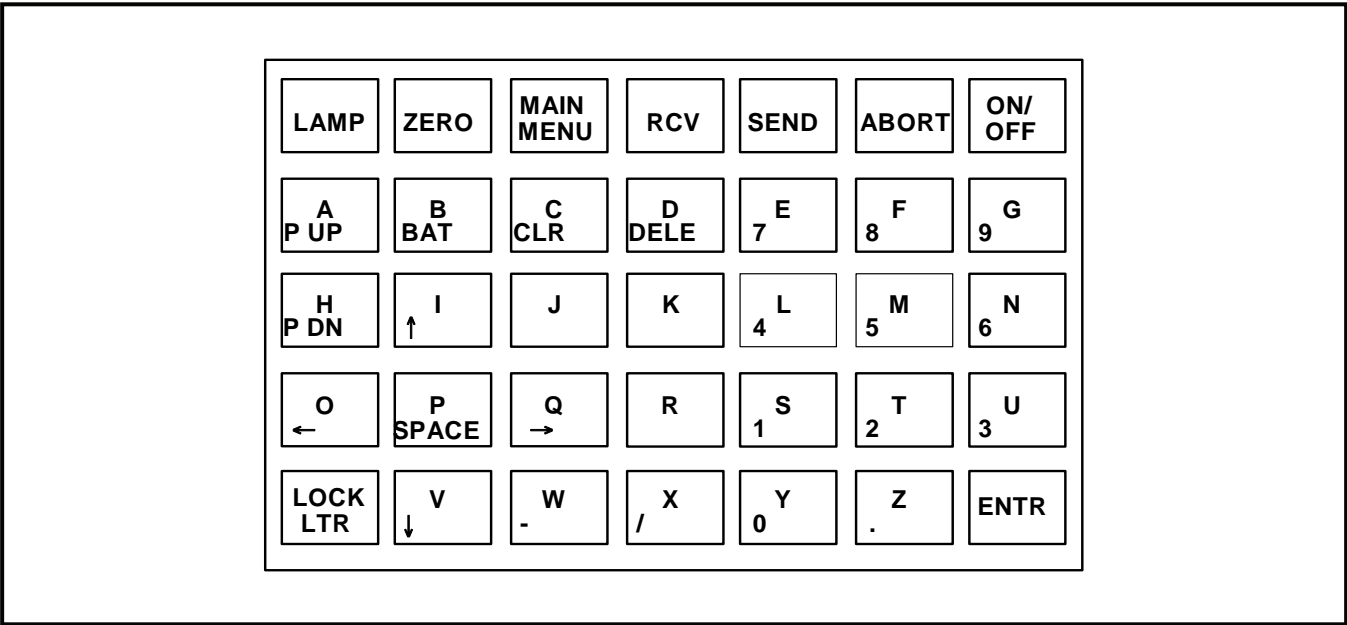 LAMP ZERO MAIN MENU RCV SEND ABORT ON/ OFF
A B C D E F G
P UP BAT CLR DELE 7 8 9
H I J K L M N
P DN ↑ 4 5 6
O P Q R S T U
← SPACE → 1 2 3
LOCK LTR V W X Y Z ENTR
↓ - / 0 .